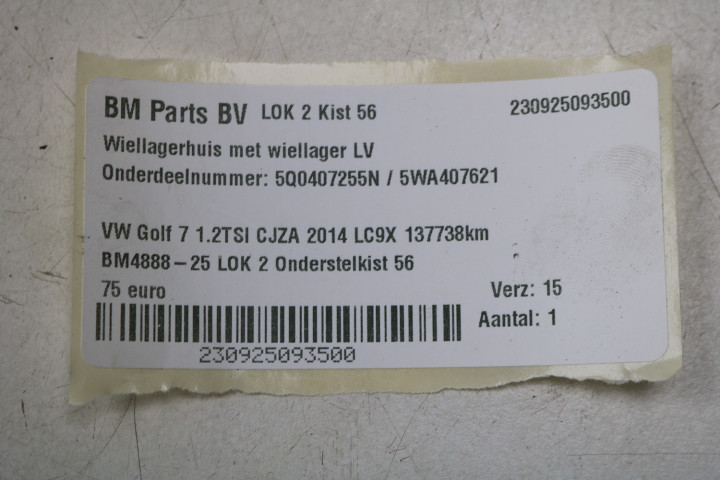 BM Parts BV LOK 2 Kist 56 230925093500
Wiellagerhuis met wiellager LV
Onderdeelnummer: 5Q0407255N / 5WA407621
VW Golf 7 1.2TSI CJZA 2014 LC9X 137738km
BM4888-25 LOK 2 Onderstelkist 56
75 euro Verz: 15
Aantal: 1
230925093500